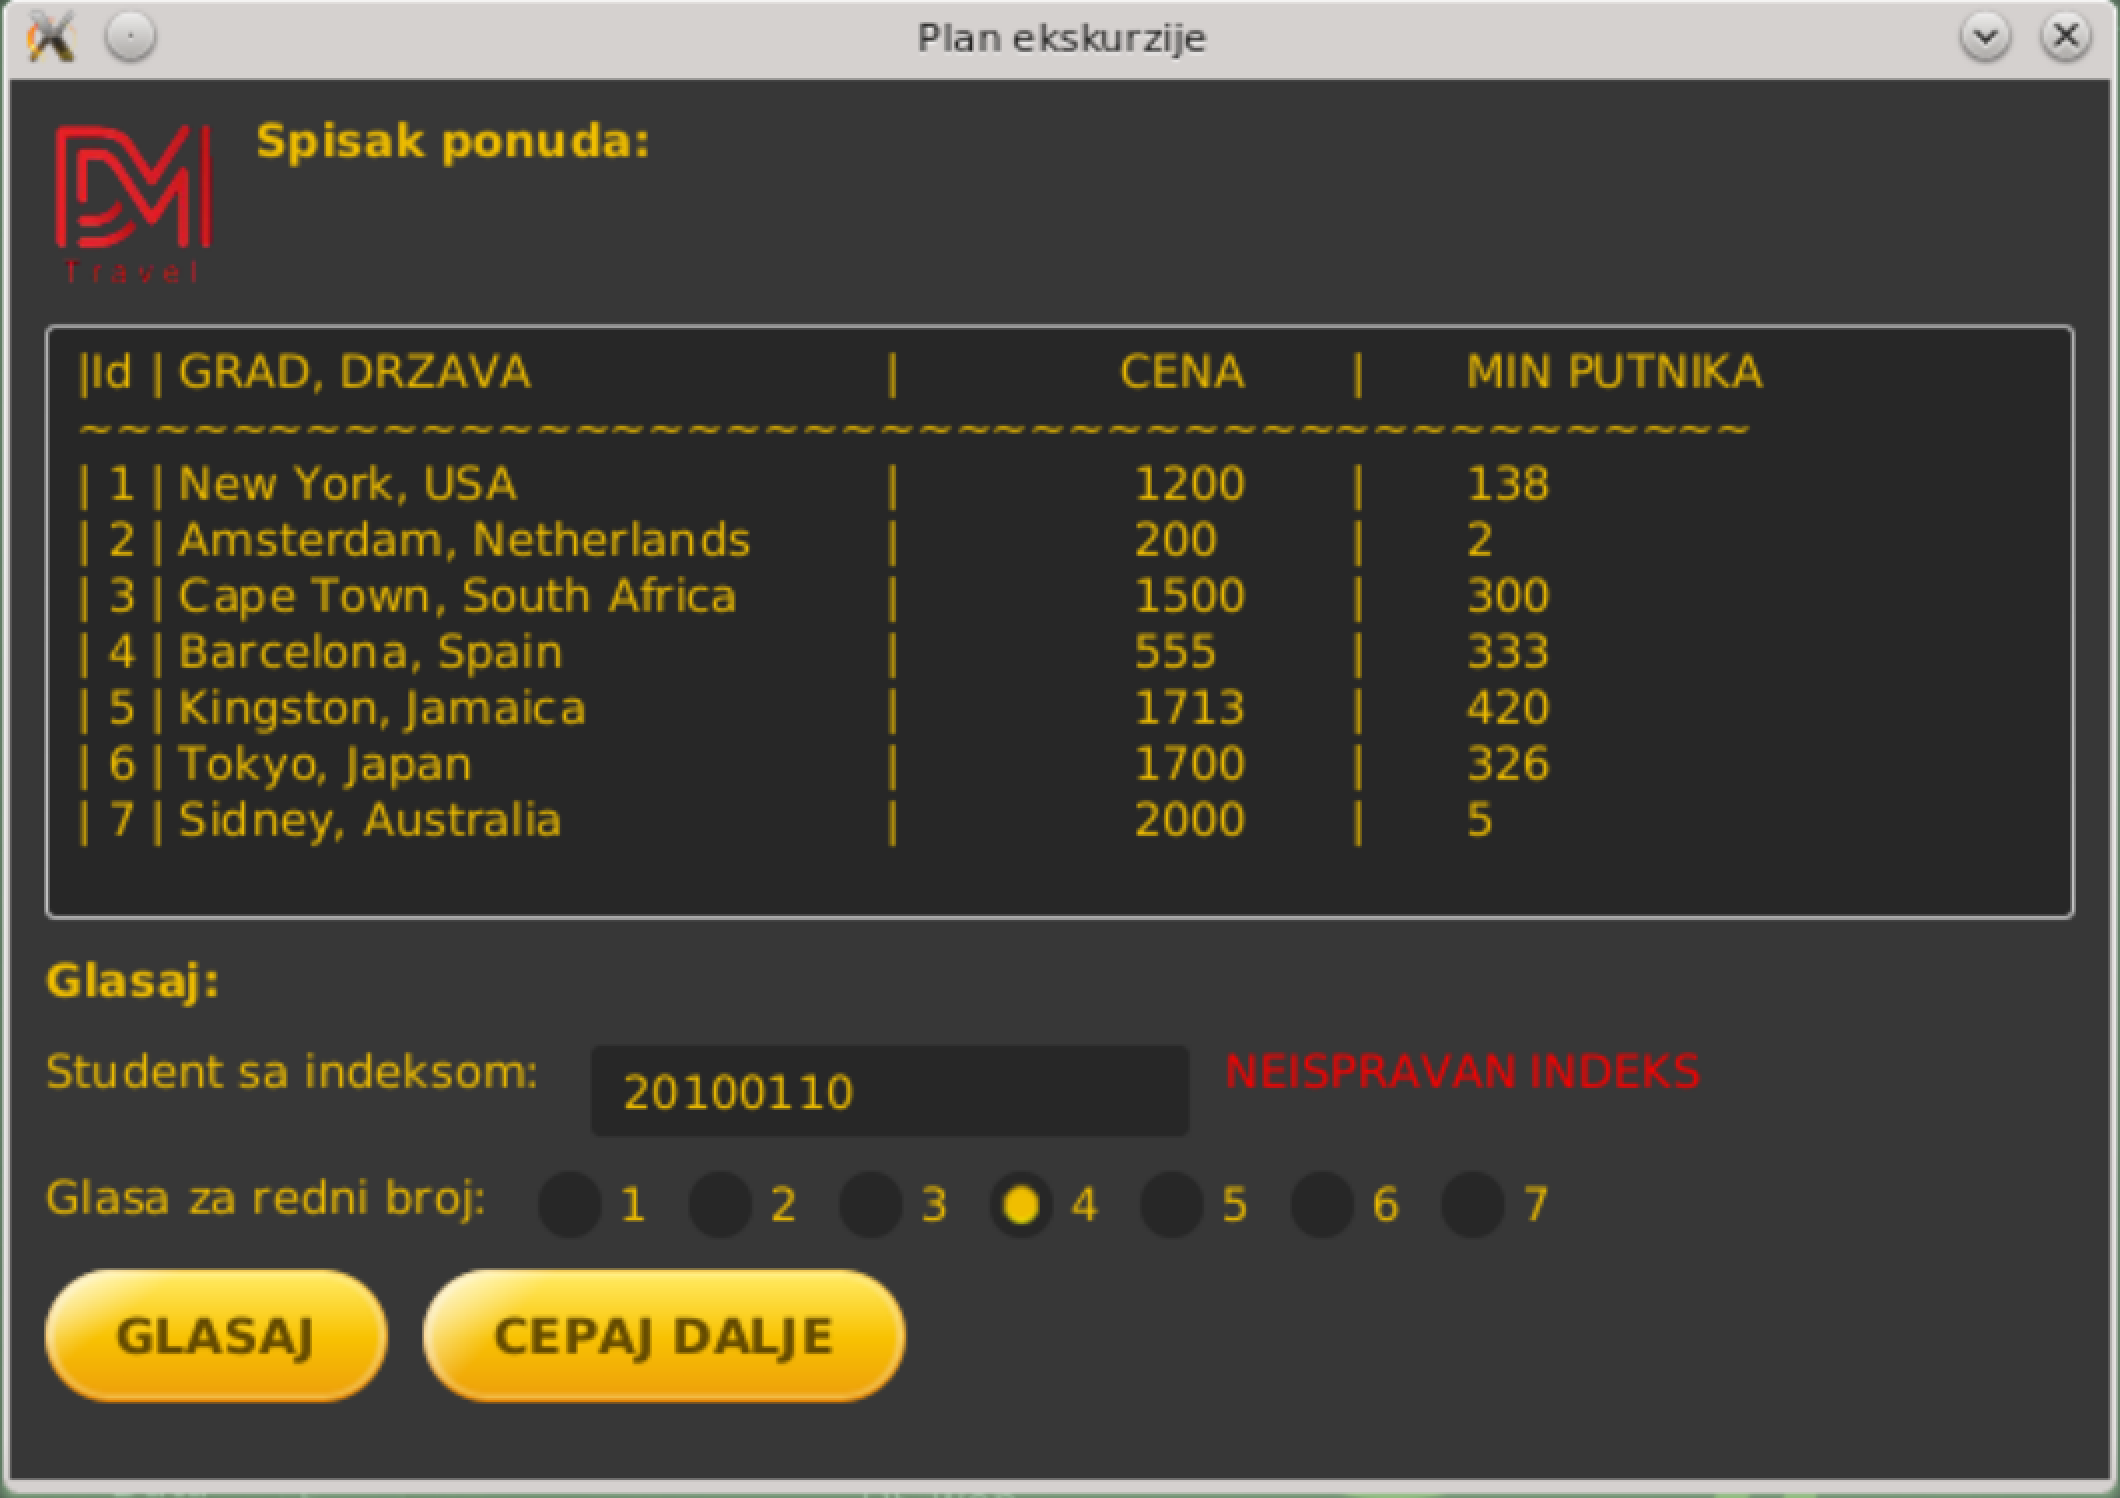 Plan ekskurzije
DM
Travel
Spisak ponuda:
|Id | GRAD, DRZAVA | CENA | MIN PUTNIKA
~~~~~~~~~~~~~~~~~~~~~~~~~~~~~~~~~~~~~~~~~~~~
| 1 | New York, USA | 1200 | 138
| 2 | Amsterdam, Netherlands | 200 | 2
| 3 | Cape Town, South Africa | 1500 | 300
| 4 | Barcelona, Spain | 555 | 333
| 5 | Kingston, Jamaica | 1713 | 420
| 6 | Tokyo, Japan | 1700 | 326
| 7 | Sidney, Australia | 2000 | 5
Glasaj:
Student sa indeksom: 20100110 NEISPRAVAN INDEKS
Glasa za redni broj: 1 2 3 4 5 6 7
GLASAJ CEPAJ DALJE